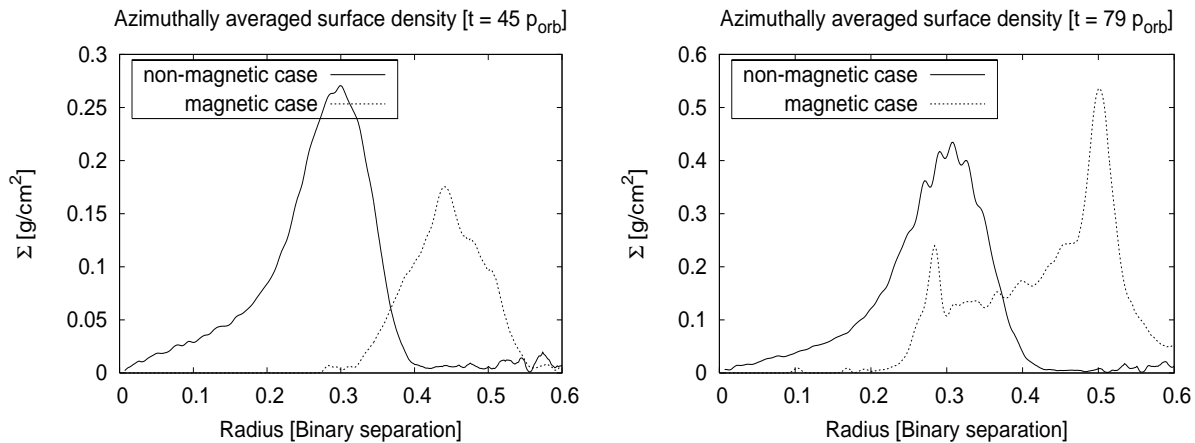 Azimuthally averaged surface density [t = 45 p_orb]
0.3
0.25
0.2
0.15
0.1
0.05
0
Σ [g/cm²]
non-magnetic case
magnetic case
0 0.1 0.2 0.3 0.4 0.5 0.6
Radius [Binary separation]
Azimuthally averaged surface density [t = 79 p_orb]
0.6
0.5
0.4
0.3
0.2
0.1
0
Σ [g/cm²]
non-magnetic case
magnetic case
0 0.1 0.2 0.3 0.4 0.5 0.6
Radius [Binary separation]